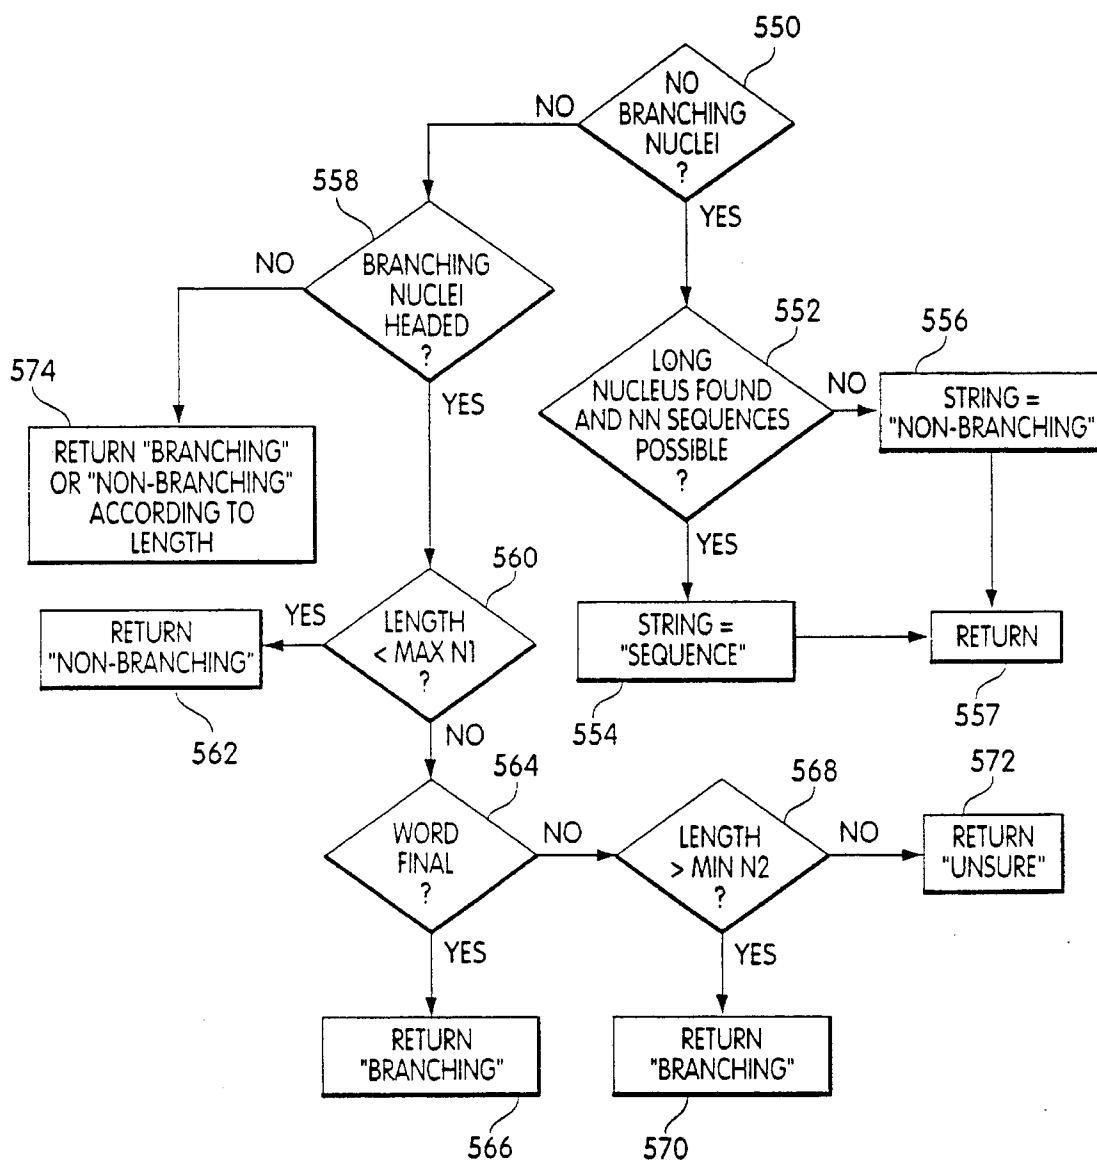 550
NO
BRANCHING
NUCLEI
?
NO
YES
558
BRANCHING
NUCLEI
HEADED
?
NO
YES
552
LONG
NUCLEUS FOUND
AND NN SEQUENCES
POSSIBLE
?
NO
YES
556
STRING =
"NON-BRANCHING"
574
RETURN "BRANCHING"
OR "NON-BRANCHING"
ACCORDING TO
LENGTH
560
LENGTH
< MAX N1
?
YES
NO
RETURN
"NON-BRANCHING"
562
STRING =
"SEQUENCE"
554
RETURN
557
564
WORD
FINAL
?
NO
YES
568
LENGTH
> MIN N2
?
NO
YES
572
RETURN
"UNSURE"
RETURN
"BRANCHING"
566
RETURN
"BRANCHING"
570